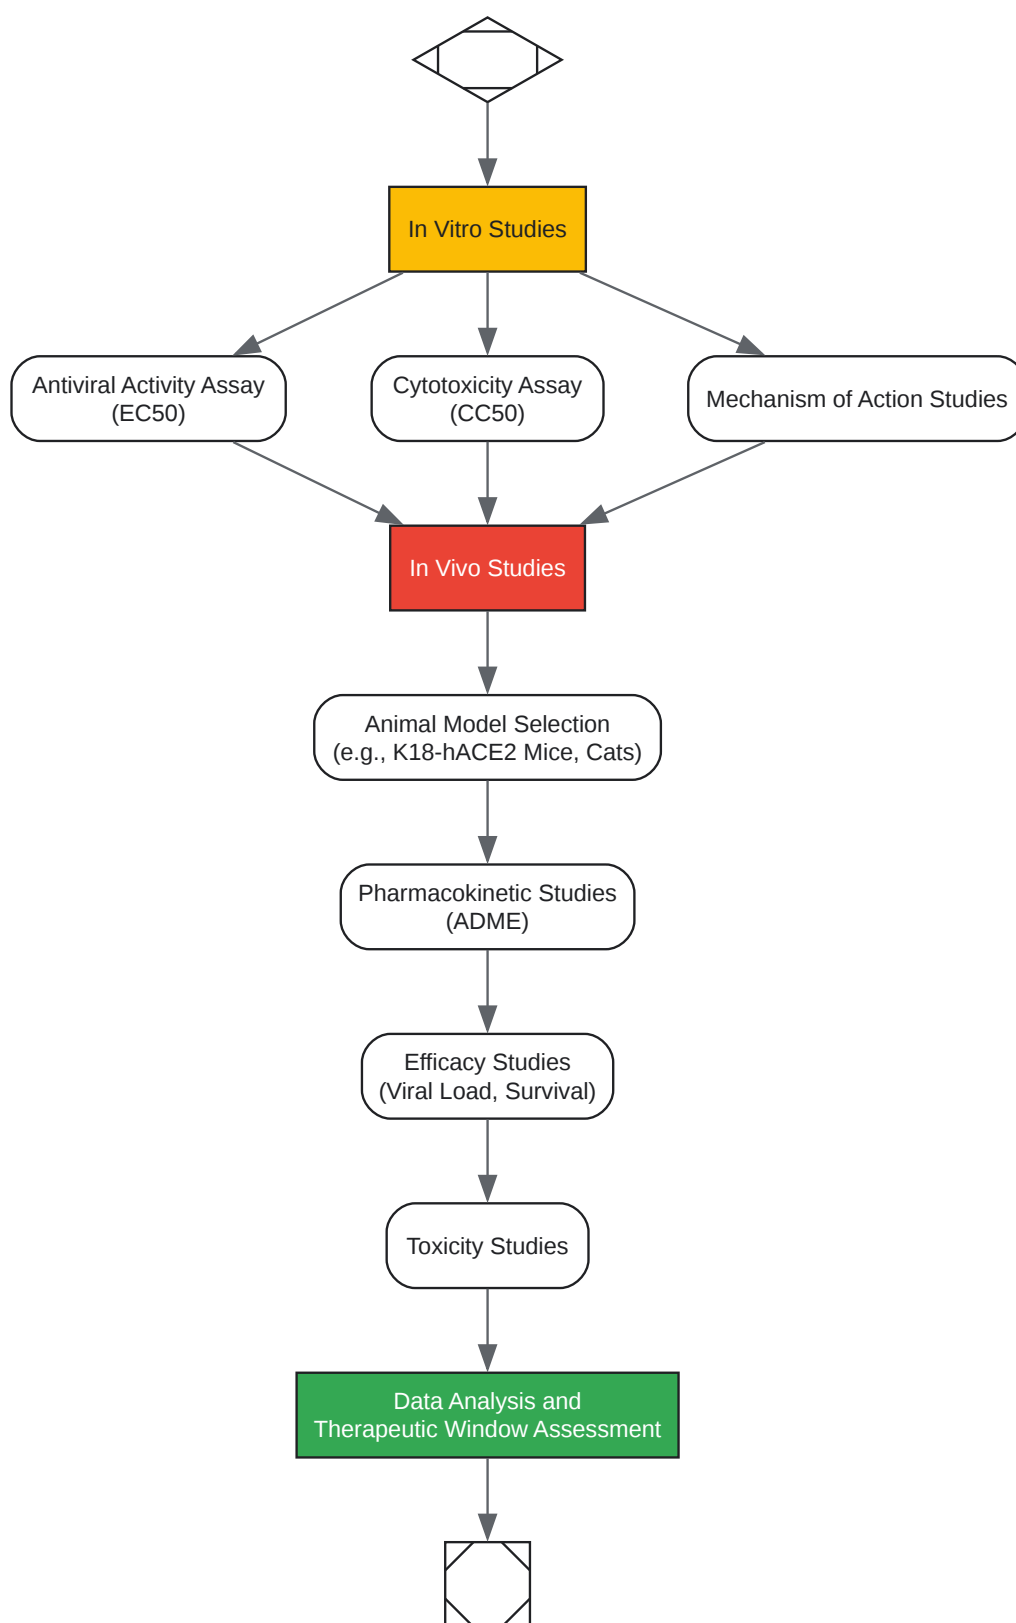 In Vitro Studies
Antiviral Activity Assay
(EC50)
Cytotoxicity Assay
(CC50)
Mechanism of Action Studies
In Vivo Studies
Animal Model Selection
(e.g., K18-hACE2 Mice, Cats)
Pharmacokinetic Studies
(ADME)
Efficacy Studies
(Viral Load, Survival)
Toxicity Studies
Data Analysis and
Therapeutic Window Assessment